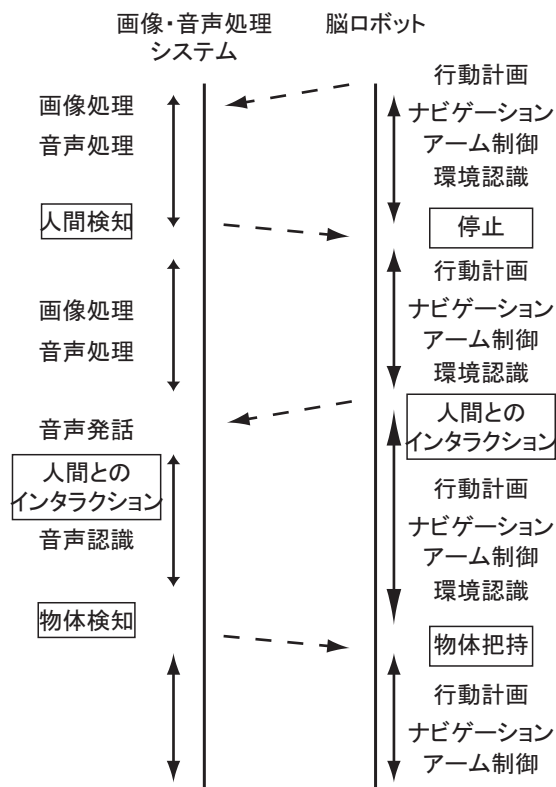 画像・音声処理
システム
脳ロボット
行動計画
画像処理
ナビゲーション
音声処理
アーム制御
環境認識
人間検知
停止
行動計画
画像処理
ナビゲーション
音声処理
アーム制御
環境認識
音声発話
人間との
インタラクション
人間との
インタラクション
行動計画
音声認識
ナビゲーション
アーム制御
環境認識
物体検知
物体把持
行動計画
ナビゲーション
アーム制御